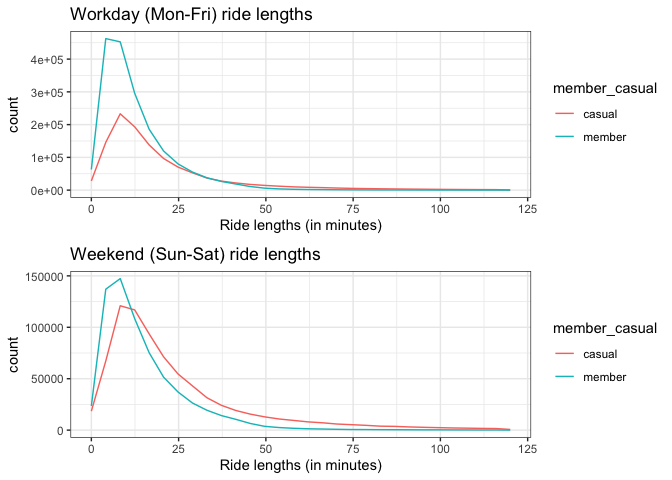 Workday (Mon-Fri) ride lengths
4e+05
3e+05
2e+05
1e+05
0e+00
count
0 25 50 75 100 125
Ride lengths (in minutes)
member_casual
casual
member
Weekend (Sun-Sat) ride lengths
150000
100000
50000
0
count
0 25 50 75 100 125
Ride lengths (in minutes)
member_casual
casual
member